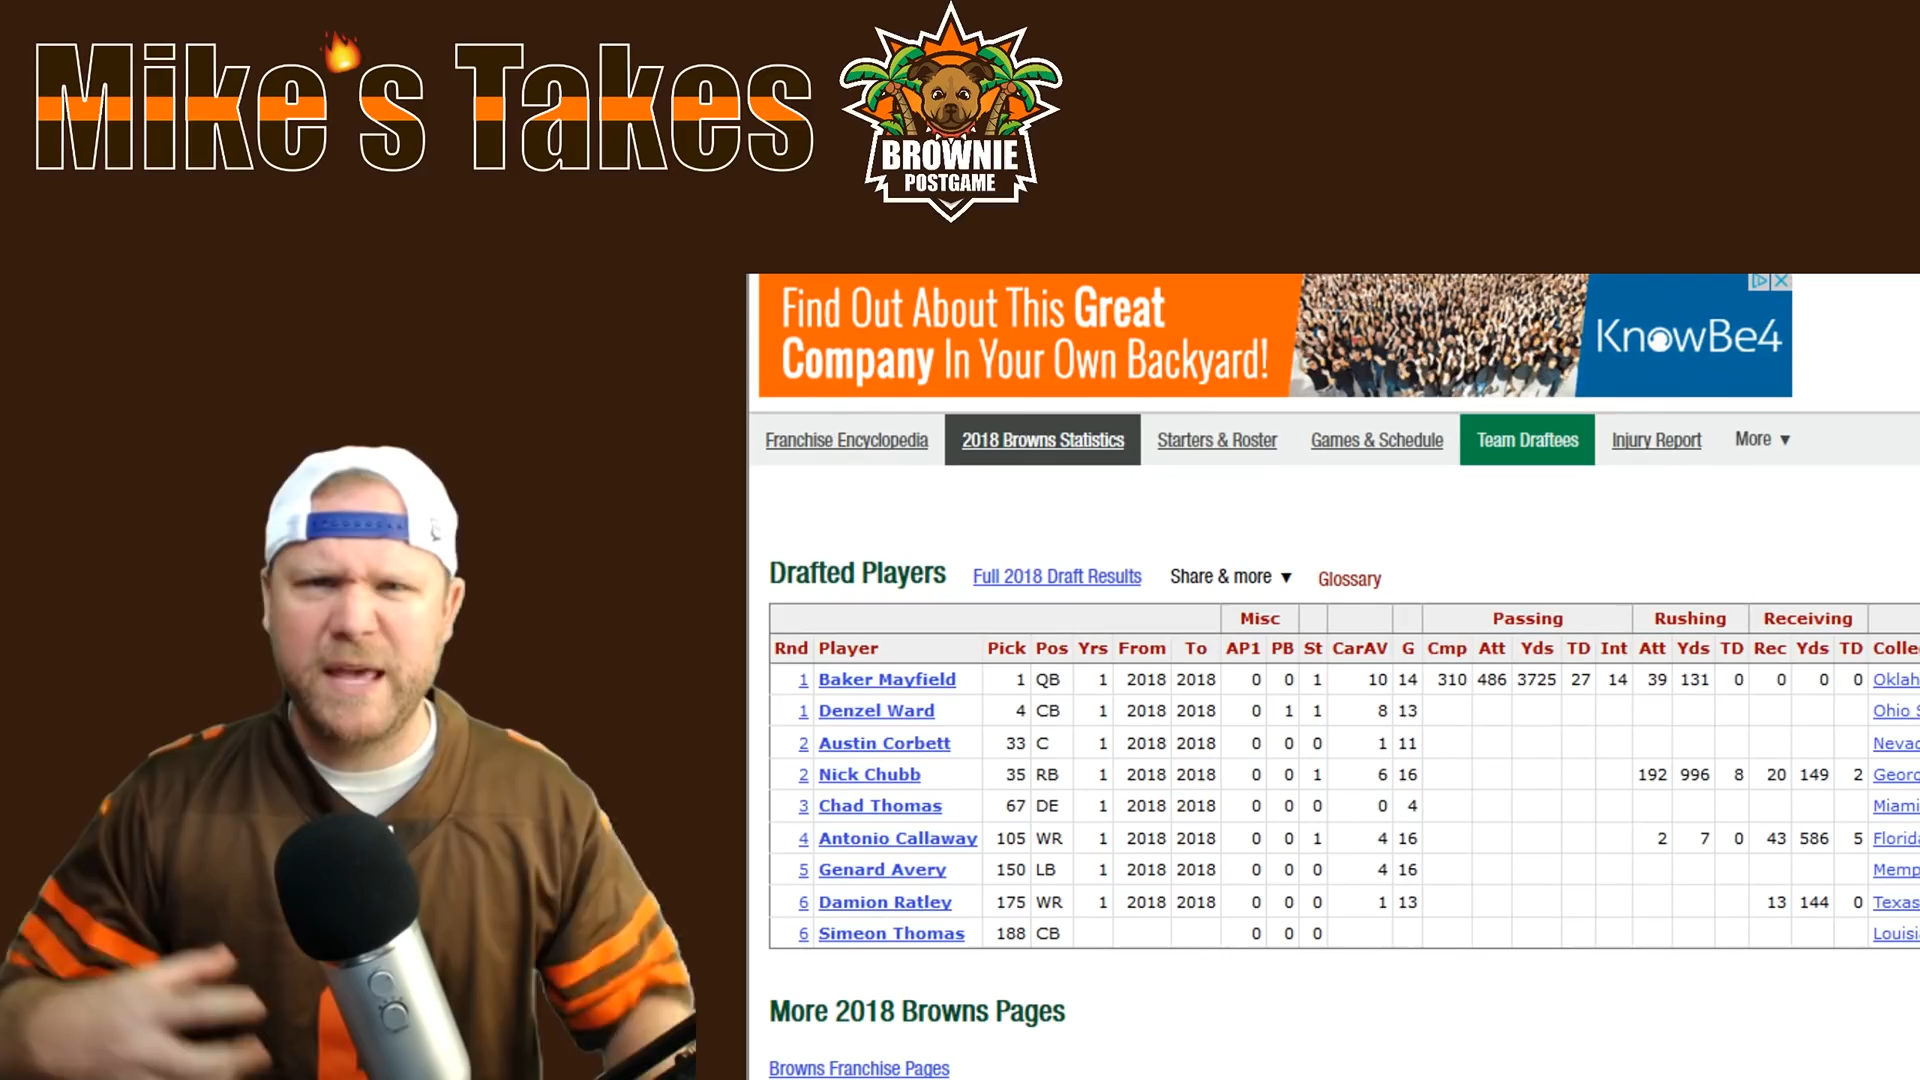 Mike's Takes
BROWNIE
POSTGAME
Find Out About This Great
Company In Your Own Backyard!
KnowBe4
Franchise Encyclopedia 2018 Browns Statistics Starters & Roster Games & Schedule Team Draftees Injury Report More ▼
Drafted Players Full 2018 Draft Results Share & more ▼ Glossary
Misc Passing Rushing Receiving
Rnd Player Pick Pos Yrs From To AP1 PB St CarAV G Cmp Att Yds TD Int Att Yds TD Rec Yds TD Colle
1 Baker Mayfield 1 QB 1 2018 2018 0 0 1 10 14 310 486 3725 27 14 39 131 0 0 0 0 Oklah
1 Denzel Ward 4 CB 1 2018 2018 0 1 1 8 13 Ohio S
2 Austin Corbett 33 C 1 2018 2018 0 0 0 1 11 Nevad
2 Nick Chubb 35 RB 1 2018 2018 0 0 1 6 16 192 996 8 20 149 2 Georg
3 Chad Thomas 67 DE 1 2018 2018 0 0 0 0 4 Miami
4 Antonio Callaway 105 WR 1 2018 2018 0 0 1 4 16 2 7 0 43 586 5 Florida
5 Genard Avery 150 LB 1 2018 2018 0 0 0 4 16 Memp
6 Damion Ratley 175 WR 1 2018 2018 0 0 0 1 13 13 144 0 Texas
6 Simeon Thomas 188 CB 0 0 0 Louisi
More 2018 Browns Pages
Browns Franchise Pages